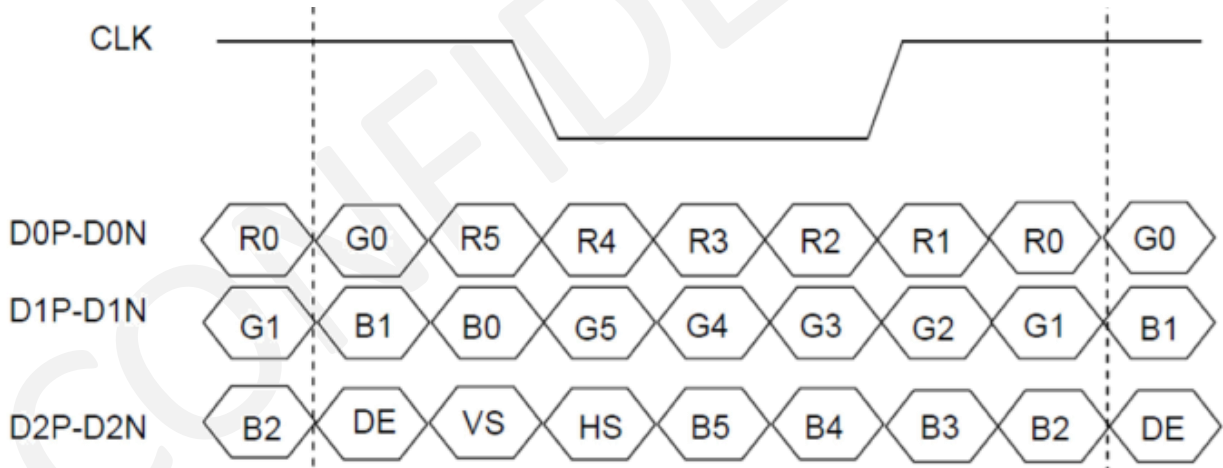 CLK
D0P-D0N R0 G0 R5 R4 R3 R2 R1 R0 G0
D1P-D1N G1 B1 B0 G5 G4 G3 G2 G1 B1
D2P-D2N B2 DE VS HS B5 B4 B3 B2 DE